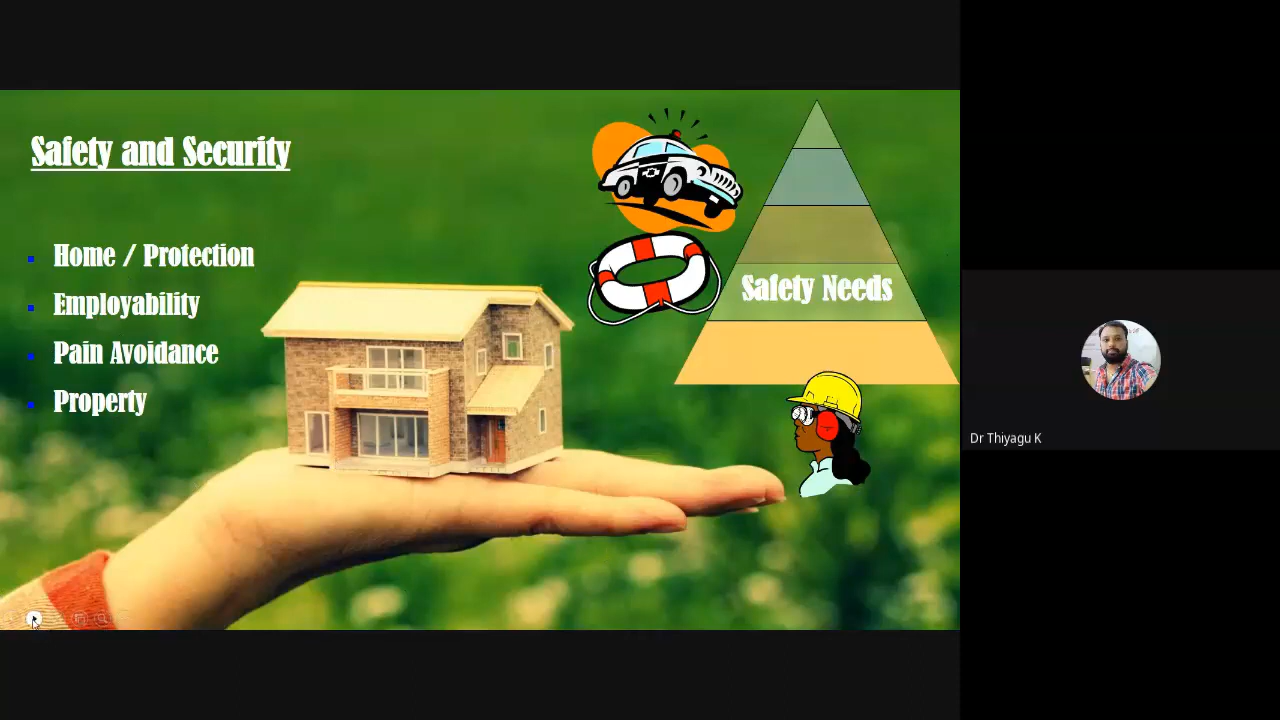 Safety and Security
Home / Protection
Employability
Pain Avoidance
Property
Safety Needs
Dr Thiyagu K